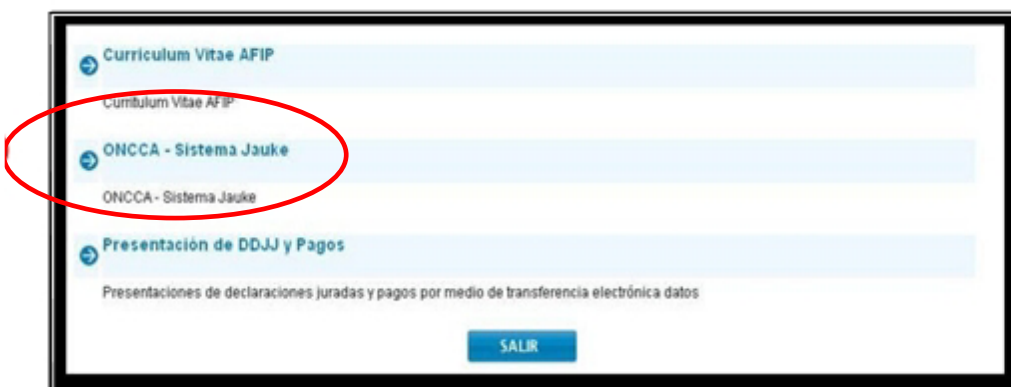 Curriculum Vitae AFIP
Curritulum Vitae AFIP
ONCCA - Sistema Jauke
ONCCA - Sistema Jauke
Presentación de DDJJ y Pagos
Presentaciones de declaraciones juradas y pagos por medio de transferencia electrónica datos
SALIR